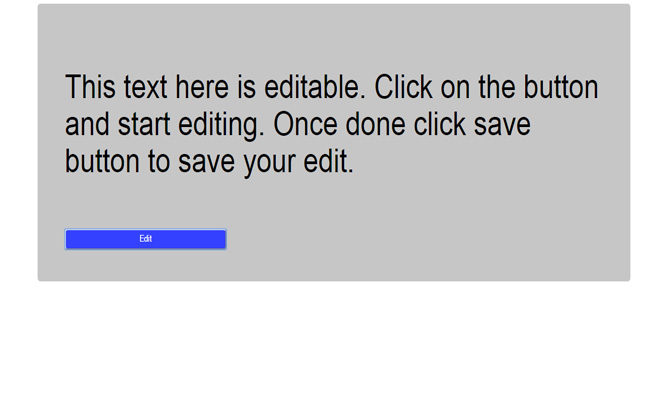 This text here is editable. Click on the button
and start editing. Once done click save
button to save your edit.
Edit